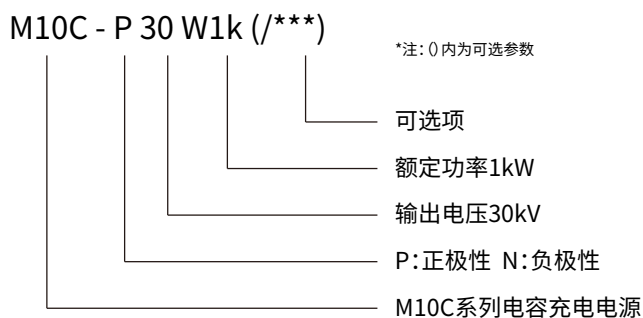 M10C - P 30 W1k (/***)
*注：()内为可选参数
可选项
额定功率1kW
输出电压30kV
P：正极性 N：负极性
M10C系列电容充电电源